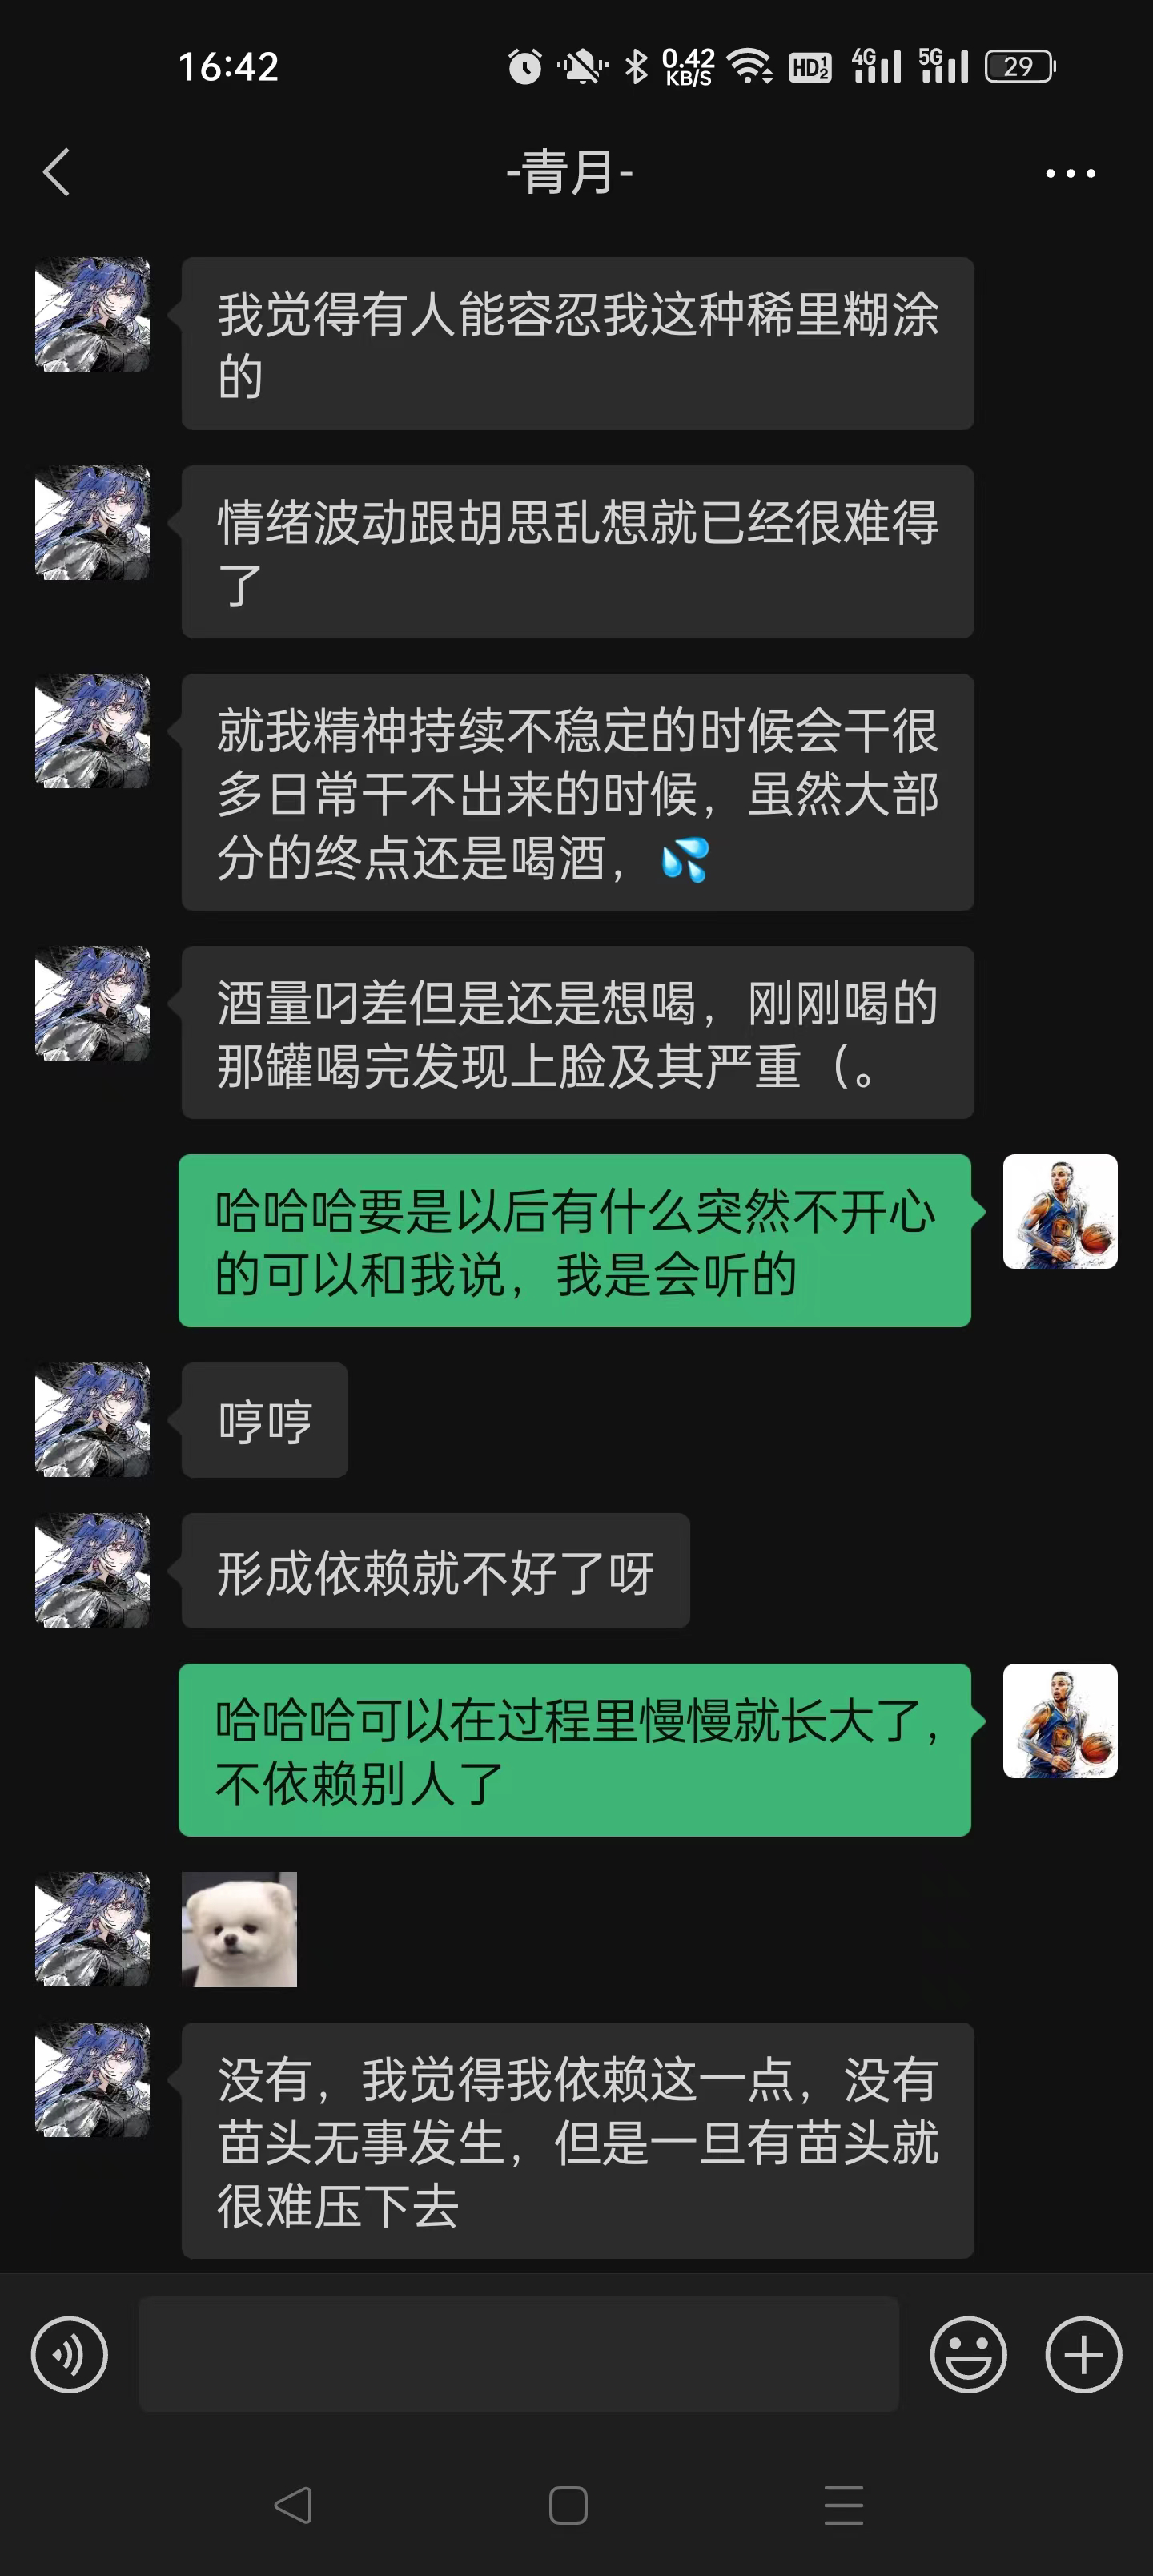 16:42
0.42
KB/S
HD1 2
4G
5G
29
-青月-
我觉得有人能容忍我这种稀里糊涂
的
情绪波动跟胡思乱想就已经很难得
了
就我精神持续不稳定的时候会干很
多日常干不出来的时候，虽然大部
分的终点还是喝酒，💦
酒量叼差但是还是想喝，刚刚喝的
那罐喝完发现上脸及其严重（。
哈哈哈要是以后有什么突然不开心
的可以和我说，我是会听的
哼哼
形成依赖就不好了呀
哈哈哈可以在过程里慢慢就长大了，
不依赖别人了
没有，我觉得我依赖这一点，没有
苗头无事发生，但是一旦有苗头就
很难压下去